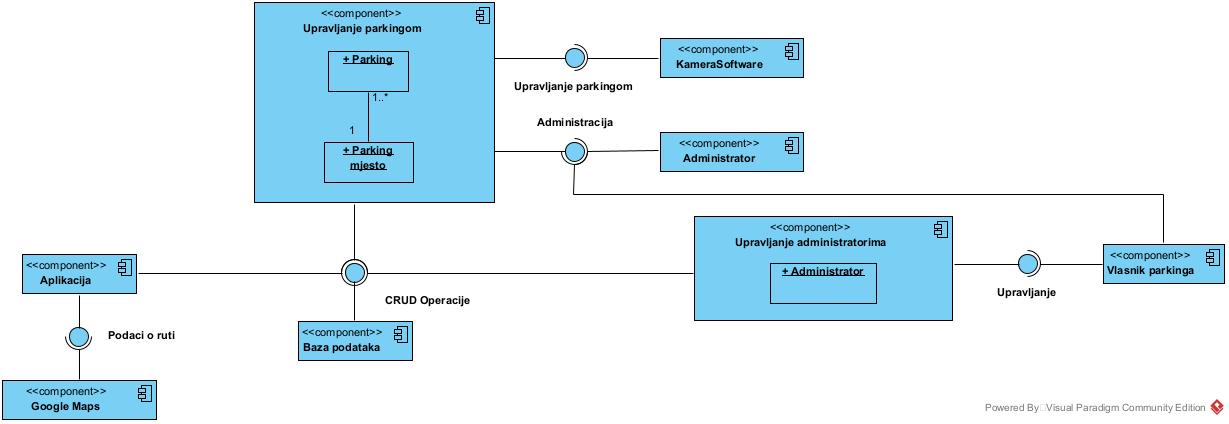 <<component>>
Upravljanje parkingom
+ Parking
1..*
1
+ Parking
mjesto
<<component>>
KameraSoftware
Upravljanje parkingom
Administracija
<<component>>
Administrator
<<component>>
Upravljanje administratorima
+ Administrator
<<component>>
Vlasnik parkinga
Upravljanje
<<component>>
Aplikacija
CRUD Operacije
Podaci o ruti
<<component>>
Baza podataka
<<component>>
Google Maps
Powered By Visual Paradigm Community Edition